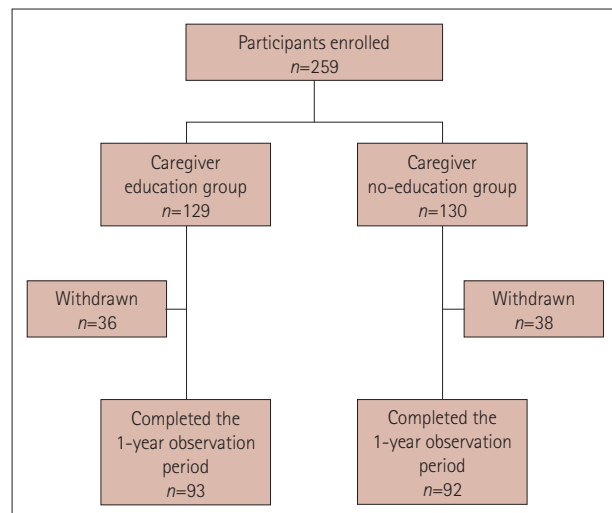 Participants enrolled
n=259
Caregiver
education group
n=129
Caregiver
no-education group
n=130
Withdrawn
n=36
Withdrawn
n=38
Completed the
1-year observation
period
n=93
Completed the
1-year observation
period
n=92